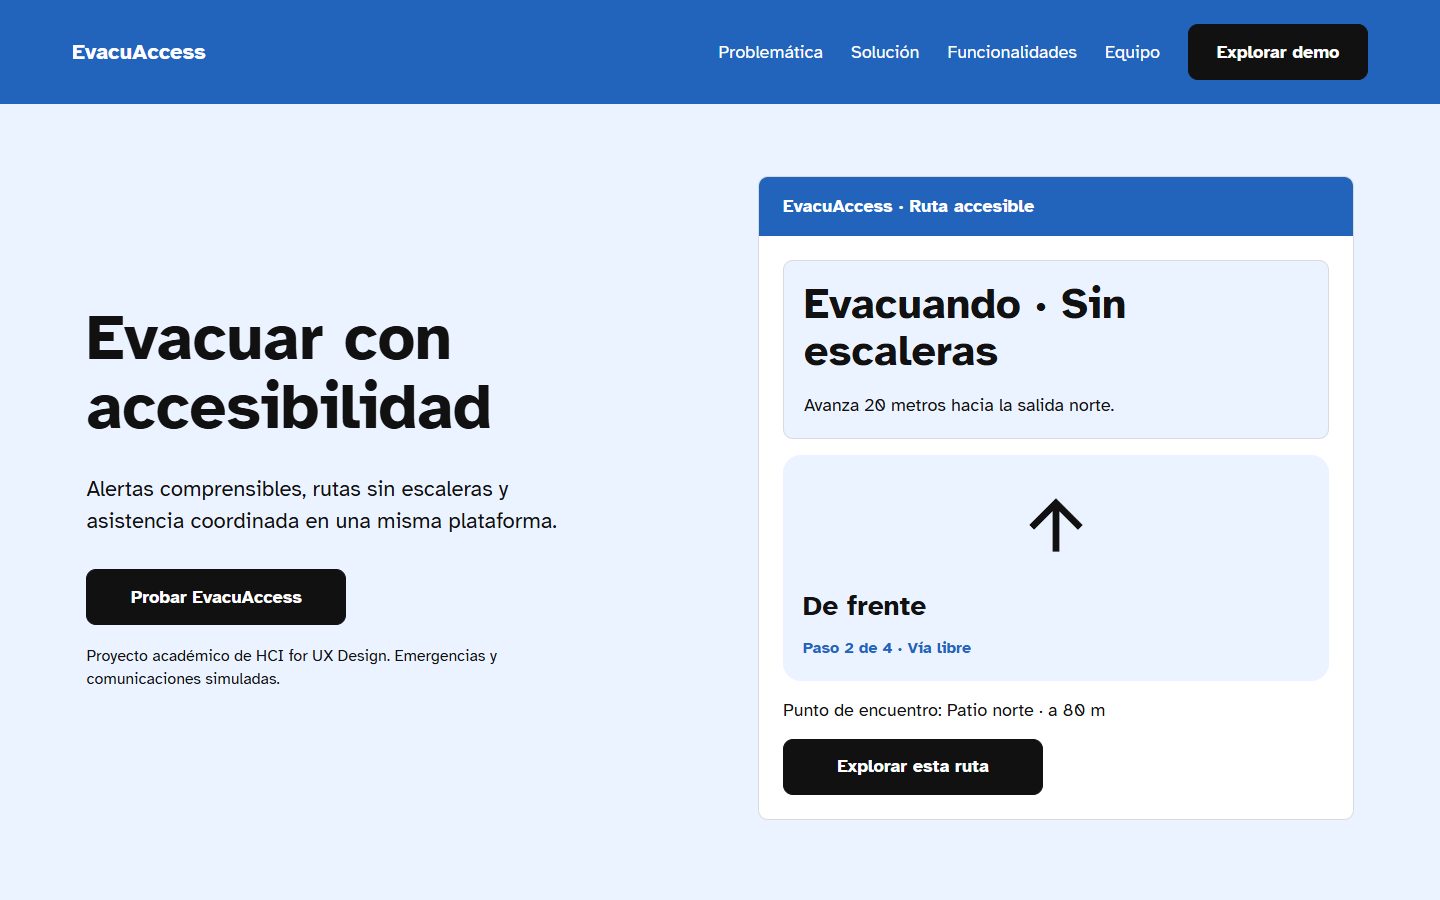 EvacuAccess
Problemática
Solución
Funcionalidades
Equipo
Explorar demo
Evacuar con
accesibilidad
Alertas comprensibles, rutas sin escaleras y
asistencia coordinada en una misma plataforma.
Probar EvacuAccess
Proyecto académico de HCI for UX Design. Emergencias y
comunicaciones simuladas.
EvacuAccess · Ruta accesible
Evacuando · Sin
escaleras
Avanza 20 metros hacia la salida norte.
De frente
Paso 2 de 4 · Vía libre
Punto de encuentro: Patio norte · a 80 m
Explorar esta ruta